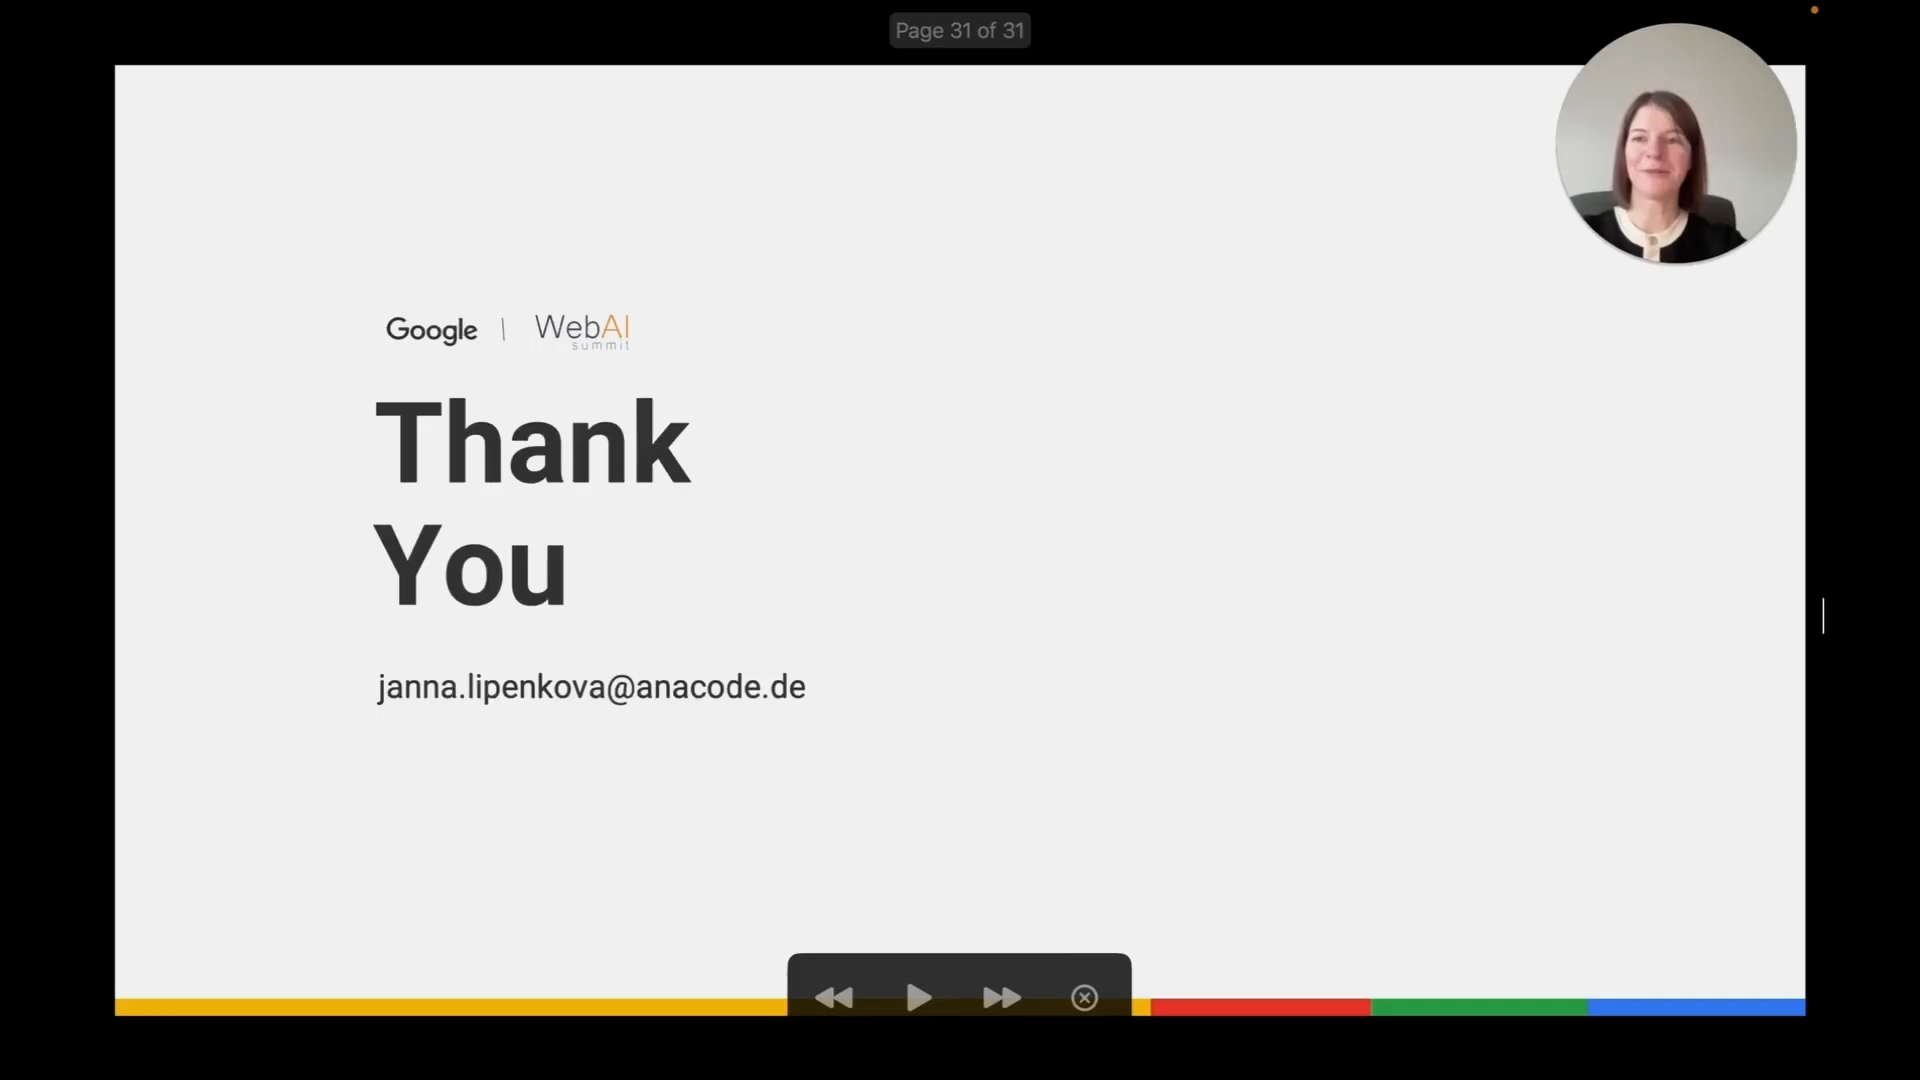 Page 31 of 31
Google | WebAI
summit
Thank
You
janna.lipenkova@anacode.de